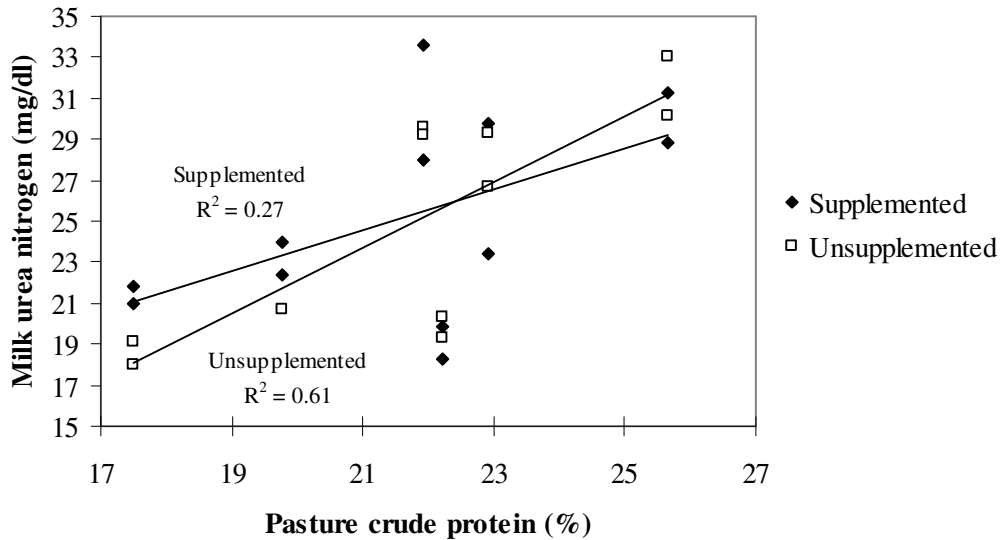 35
33
31
29
27
25
23
21
19
17
15
Milk urea nitrogen (mg/dl)
Supplemented
R² = 0.27
Unsupplemented
R² = 0.61
17 19 21 23 25 27
Pasture crude protein (%)
Supplemented
Unsupplemented